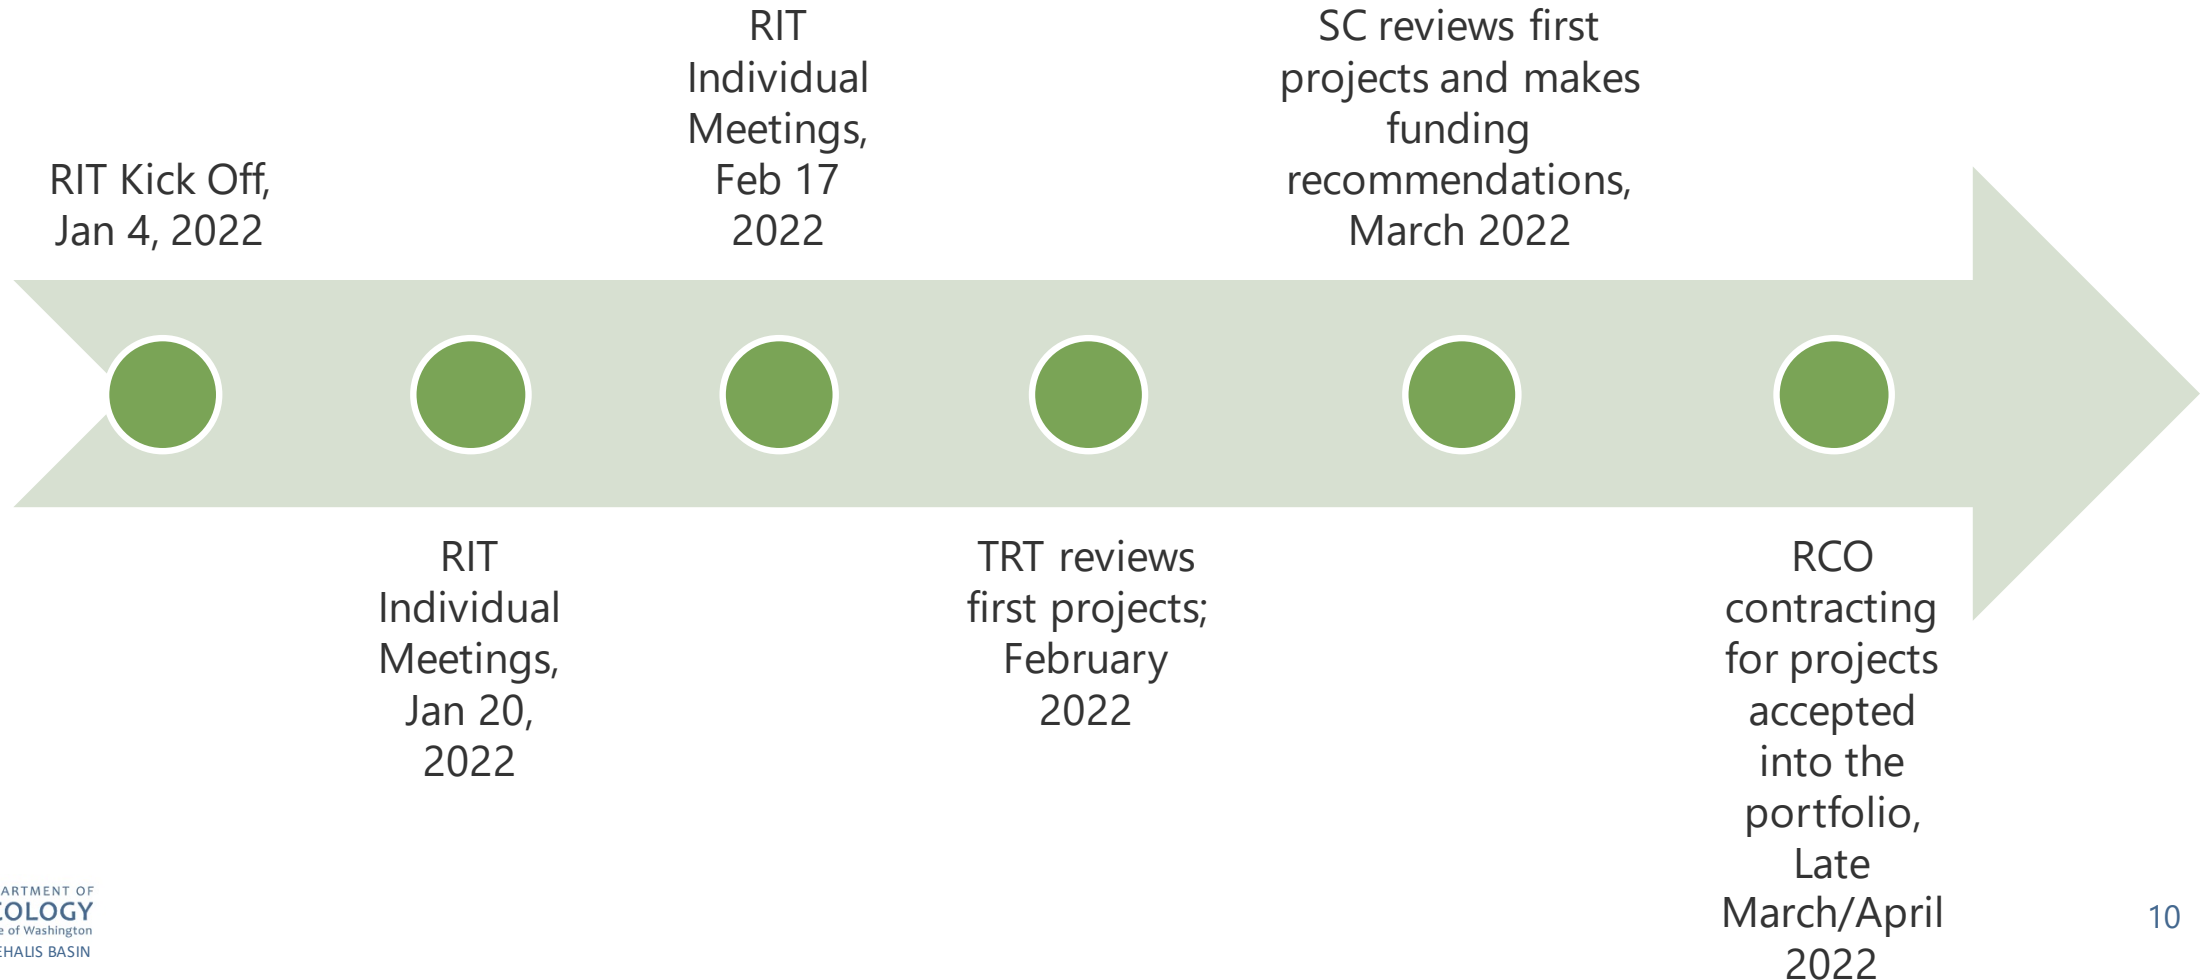 RIT Kick Off,
Jan 4, 2022
RIT
Individual
Meetings,
Jan 20,
2022
RIT
Individual
Meetings,
Feb 17
2022
TRT reviews
first projects;
February
2022
SC reviews first
projects and makes
funding
recommendations,
March 2022
RCO
contracting
for projects
accepted
into the
portfolio,
Late
March/April
2022
ARTMENT OF
COLOGY
e of Washington
EHALIS BASIN
10